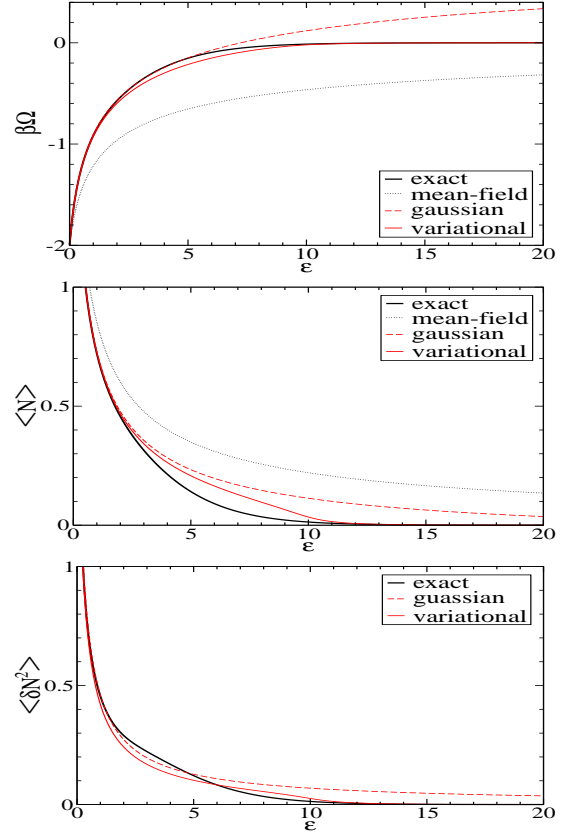 0
-1
-2
βΩ
exact
mean-field
gaussian
variational
0 5 10 15 20
ε
1
0.5
0
<N>
exact
mean-field
gaussian
variational
0 5 10 15 20
ε
1
0.5
0
<δN²>
exact
guassian
variational
0 5 10 15 20
ε